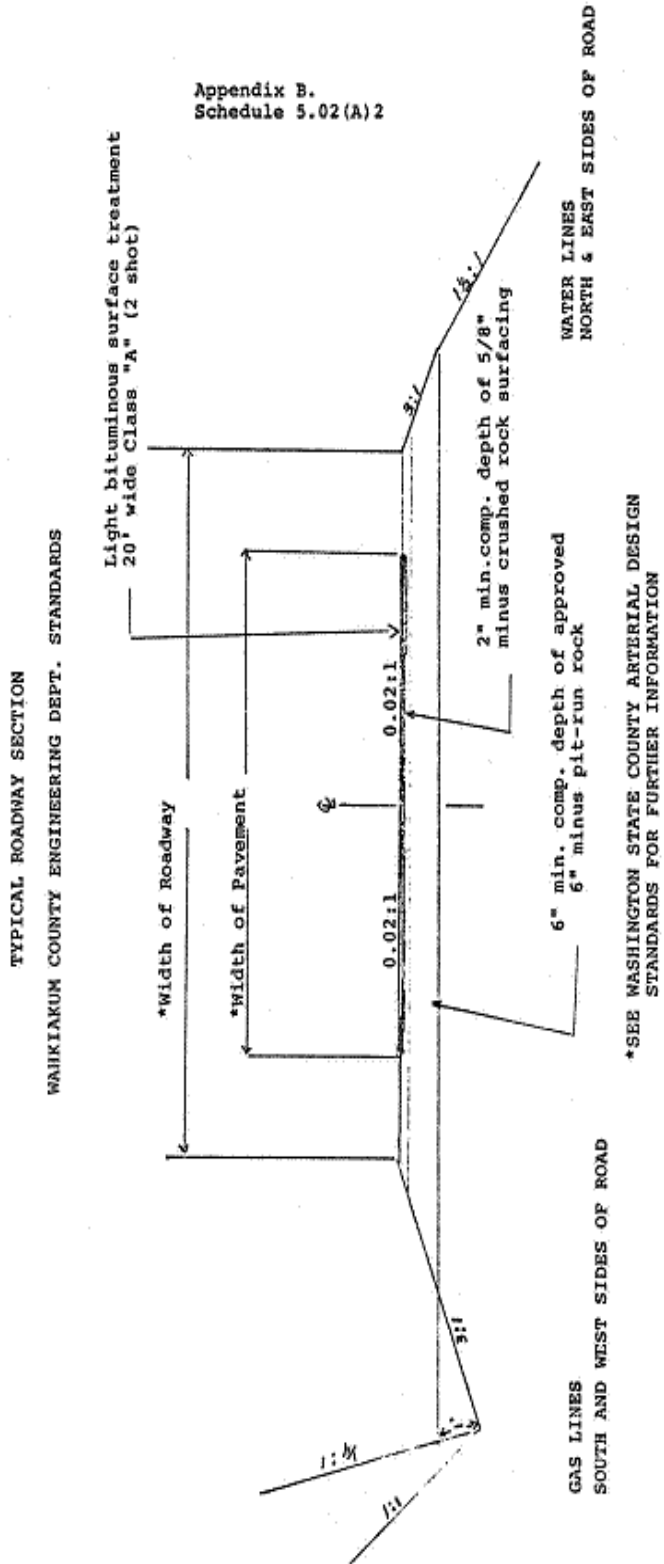 Appendix B.
Schedule 5.02(A)2
TYPICAL ROADWAY SECTION
WAHKIAKUM COUNTY ENGINEERING DEPT. STANDARDS
Light bituminous surface treatment
20' wide Class "A" (2 shot)
*Width of Roadway
*Width of Pavement
0.02:1
0.02:1
3:1
1½:1
3:1
¼:1
1:1
2" min.comp. depth of 5/8"
minus crushed rock surfacing
6" min. comp. depth of approved
6" minus pit-run rock
GAS LINES
SOUTH AND WEST SIDES OF ROAD
WATER LINES
NORTH & EAST SIDES OF ROAD
*SEE WASHINGTON STATE COUNTY ARTERIAL DESIGN
STANDARDS FOR FURTHER INFORMATION